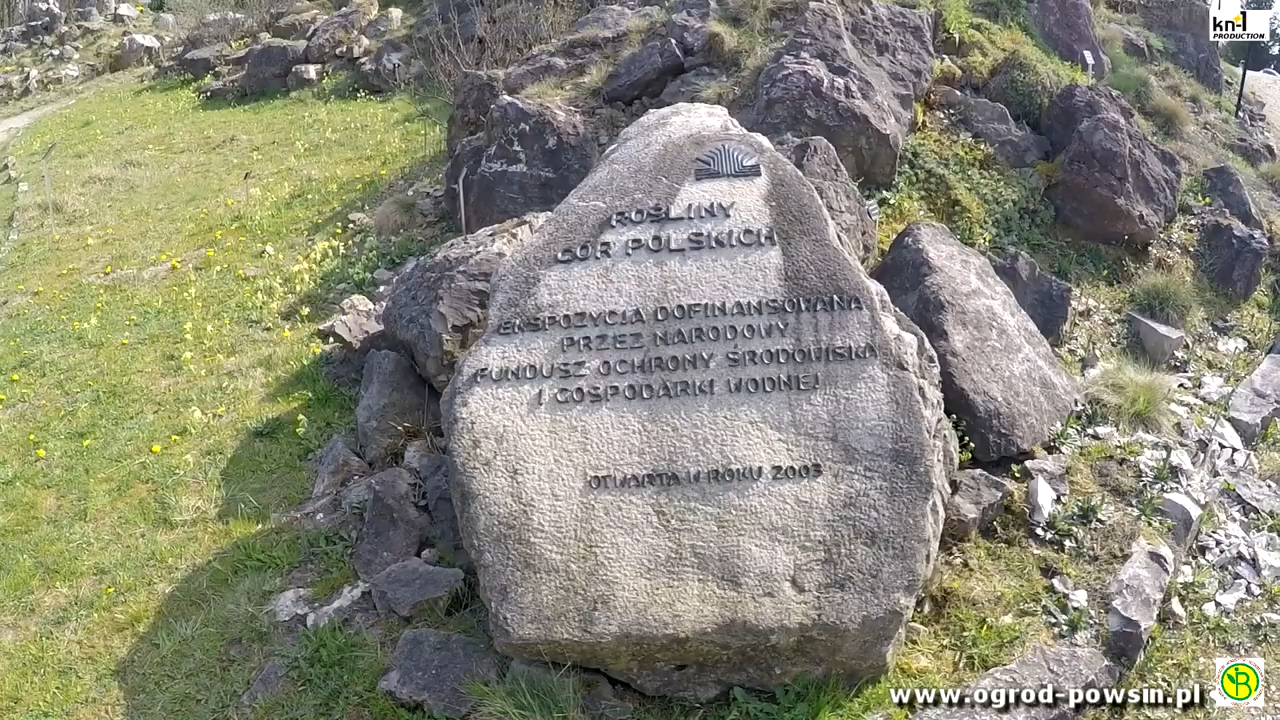 kn-1
PRODUCTION
ROŚLINY
GÓR POLSKICH
EKSPOZYCJA DOFINANSOWANA
PRZEZ NARODOWY
FUNDUSZ OCHRONY ŚRODOWISKA
I GOSPODARKI WODNEJ
OTWARTA W ROKU 2003
www.ogrod-powsin.pl